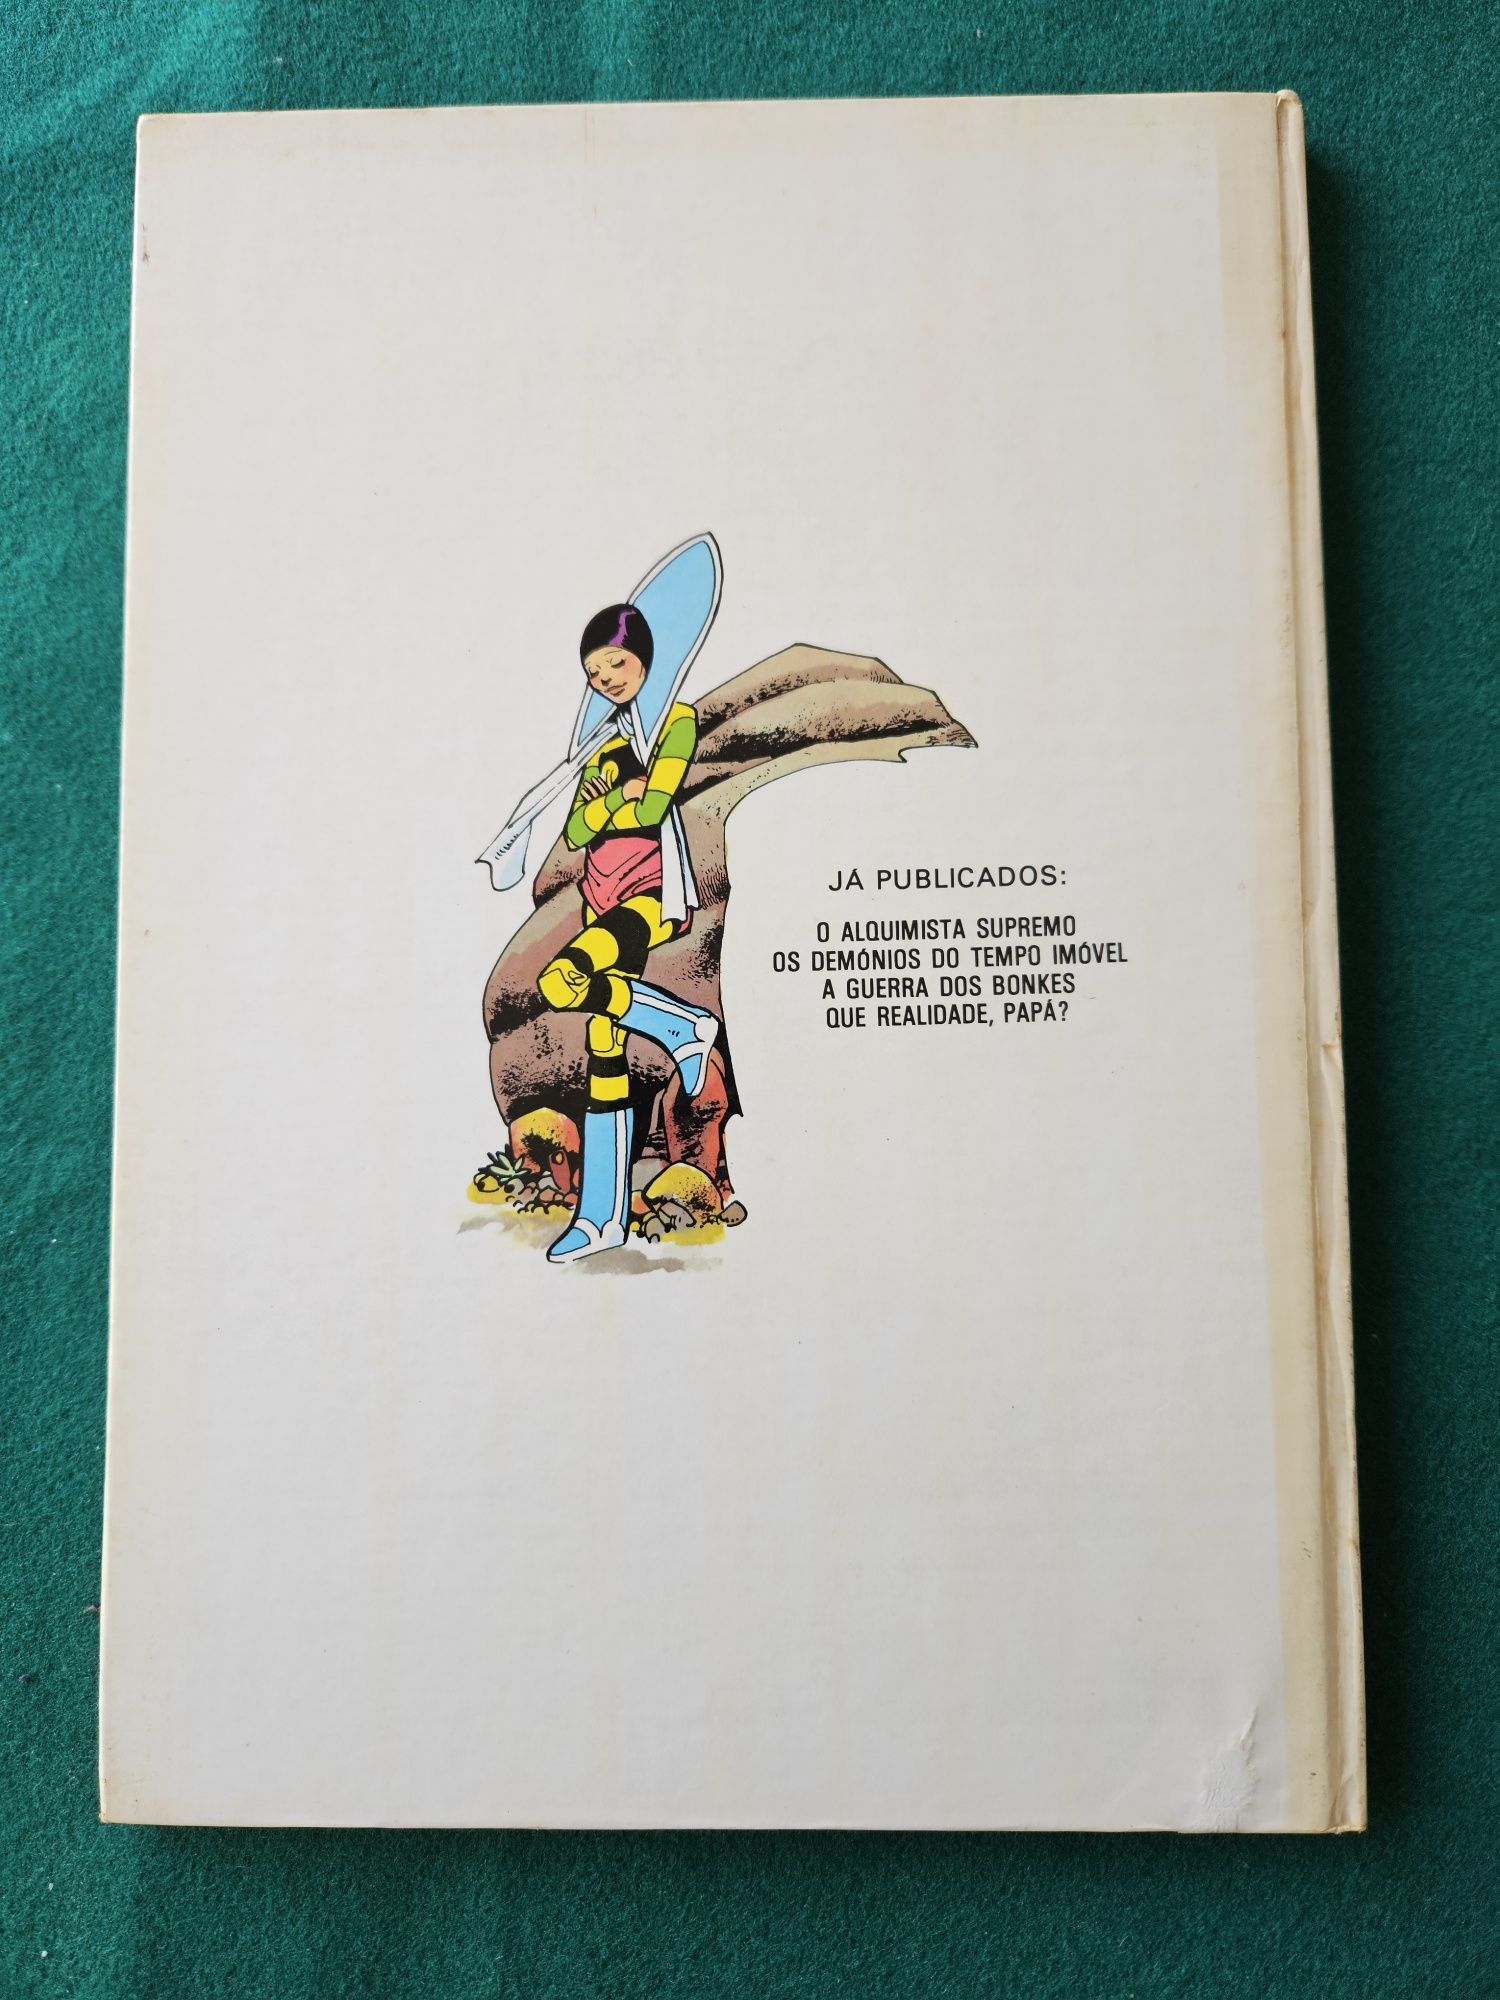 JÁ PUBLICADOS:
O ALQUIMISTA SUPREMO
OS DEMÓNIOS DO TEMPO IMÓVEL
A GUERRA DOS BONKES
QUE REALIDADE, PAPÁ?